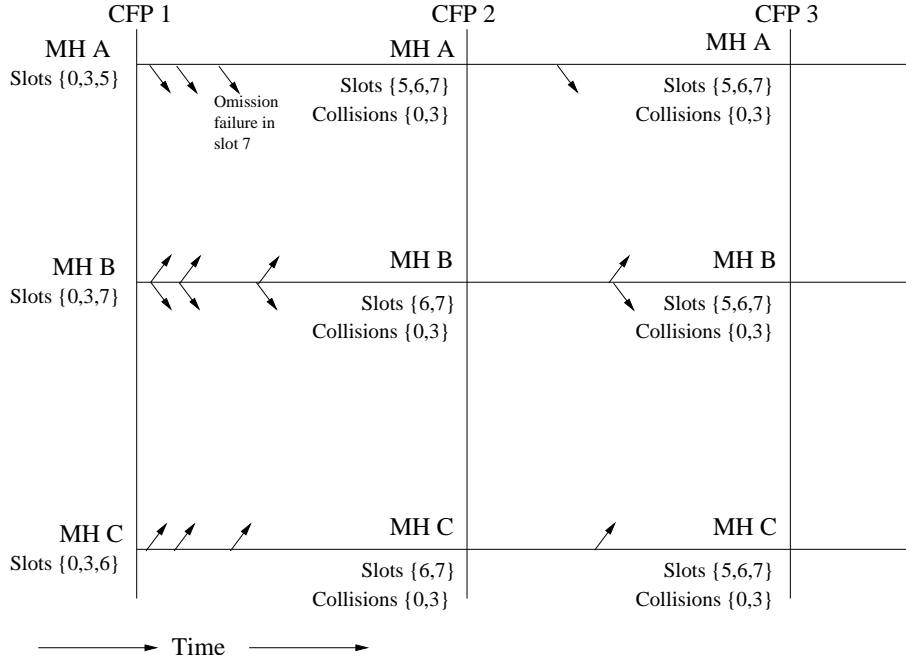 CFP 1
CFP 2
CFP 3
MH A
Slots {0,3,5}
Omission
failure in
slot 7
MH A
Slots {5,6,7}
Collisions {0,3}
MH A
Slots {5,6,7}
Collisions {0,3}
MH B
Slots {0,3,7}
MH B
Slots {6,7}
Collisions {0,3}
MH B
Slots {5,6,7}
Collisions {0,3}
MH C
Slots {0,3,6}
MH C
Slots {6,7}
Collisions {0,3}
MH C
Slots {5,6,7}
Collisions {0,3}
Time